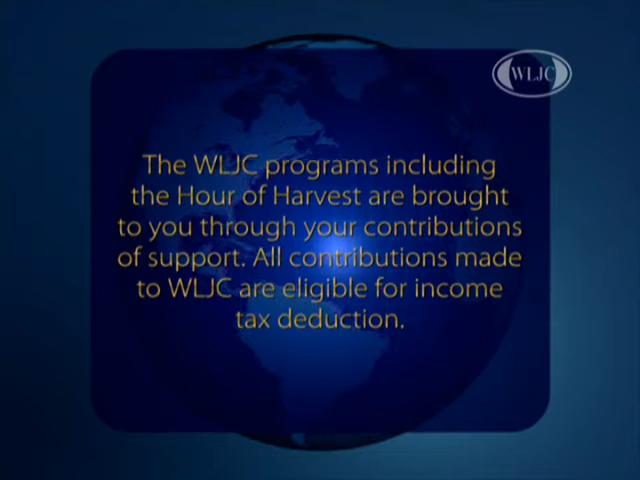 WLJC
The WLJC programs including
the Hour of Harvest are brought
to you through your contributions
of support. All contributions made
to WLJC are eligible for income
tax deduction.